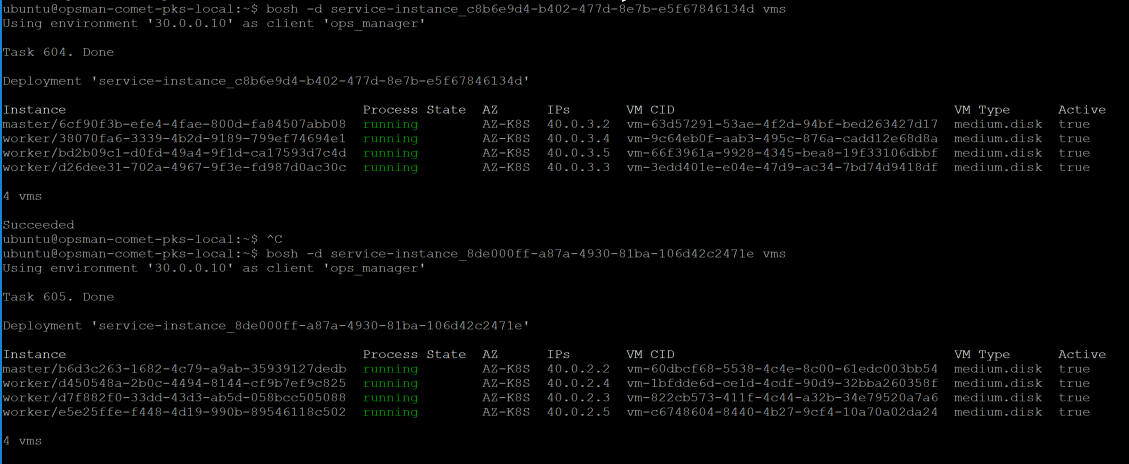 ubuntu@opsman-comet-pks-local:~$ bosh -d service-instance_c8b6e9d4-b402-477d-8e7b-e5f67846134d vms
Using environment '30.0.0.10' as client 'ops_manager'
Task 604. Done
Deployment 'service-instance_c8b6e9d4-b402-477d-8e7b-e5f67846134d'
Instance Process State AZ IPs VM CID VM Type Active
master/6cf90f3b-efe4-4fae-800d-fa84507abb08 running AZ-K8S 40.0.3.2 vm-63d57291-53ae-4f2d-94bf-bed263427d17 medium.disk true
worker/38070fa6-3339-4b2d-9189-799ef74694e1 running AZ-K8S 40.0.3.4 vm-9c64eb0f-aab3-495c-876a-cadd12e68d8a medium.disk true
worker/bd2b09c1-d0fd-49a4-9f1d-ca17593d7c4d running AZ-K8S 40.0.3.5 vm-66f3961a-9928-4345-bea8-19f33106dbbf medium.disk true
worker/d26dee31-702a-4967-9f3e-fd987d0ac30c running AZ-K8S 40.0.3.3 vm-3edd401e-e04e-47d9-ac34-7bd74d9418df medium.disk true
4 vms
Succeeded
ubuntu@opsman-comet-pks-local:~$ ^C
ubuntu@opsman-comet-pks-local:~$ bosh -d service-instance_8de000ff-a87a-4930-81ba-106d42c2471e vms
Using environment '30.0.0.10' as client 'ops_manager'
Task 605. Done
Deployment 'service-instance_8de000ff-a87a-4930-81ba-106d42c2471e'
Instance Process State AZ IPs VM CID VM Type Active
master/b6d3c263-1682-4c79-a9ab-35939127dedb running AZ-K8S 40.0.2.2 vm-60dbcf68-5538-4c4e-8c00-61edc003bb54 medium.disk true
worker/d450548a-2b0c-4494-8144-cf9b7ef9c825 running AZ-K8S 40.0.2.4 vm-1bfdde6d-ce1d-4cdf-90d9-32bba260358f medium.disk true
worker/d7f882f0-33dd-43d3-ab5d-058bcc505088 running AZ-K8S 40.0.2.3 vm-822cb573-411f-4c44-a32b-34e79520a7a6 medium.disk true
worker/e5e25ffe-f448-4d19-990b-89546118c502 running AZ-K8S 40.0.2.5 vm-c6748604-8440-4b27-9cf4-10a70a02da24 medium.disk true
4 vms